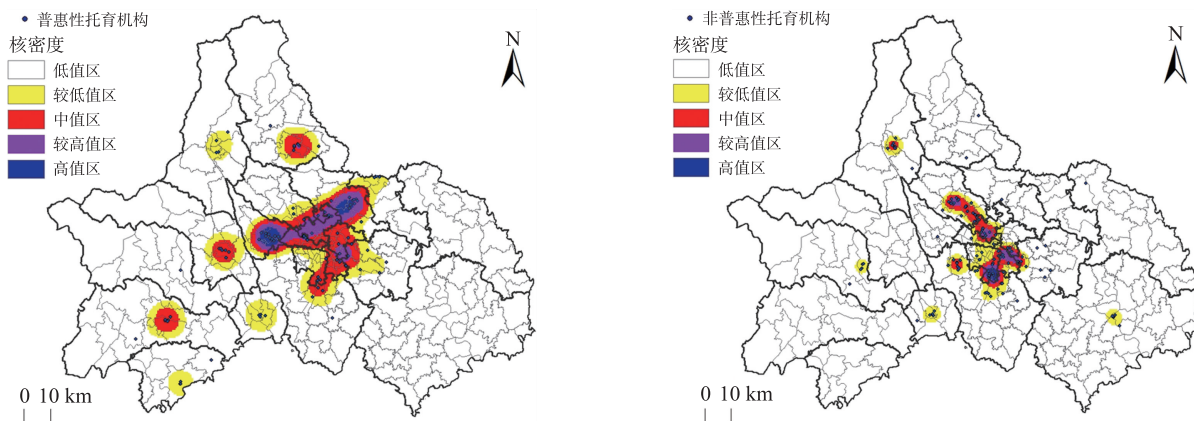 普惠性托育机构
核密度
低值区
较低值区
中值区
较高值区
高值区
N
0 10 km
非普惠性托育机构
核密度
低值区
较低值区
中值区
较高值区
高值区
N
0 10 km